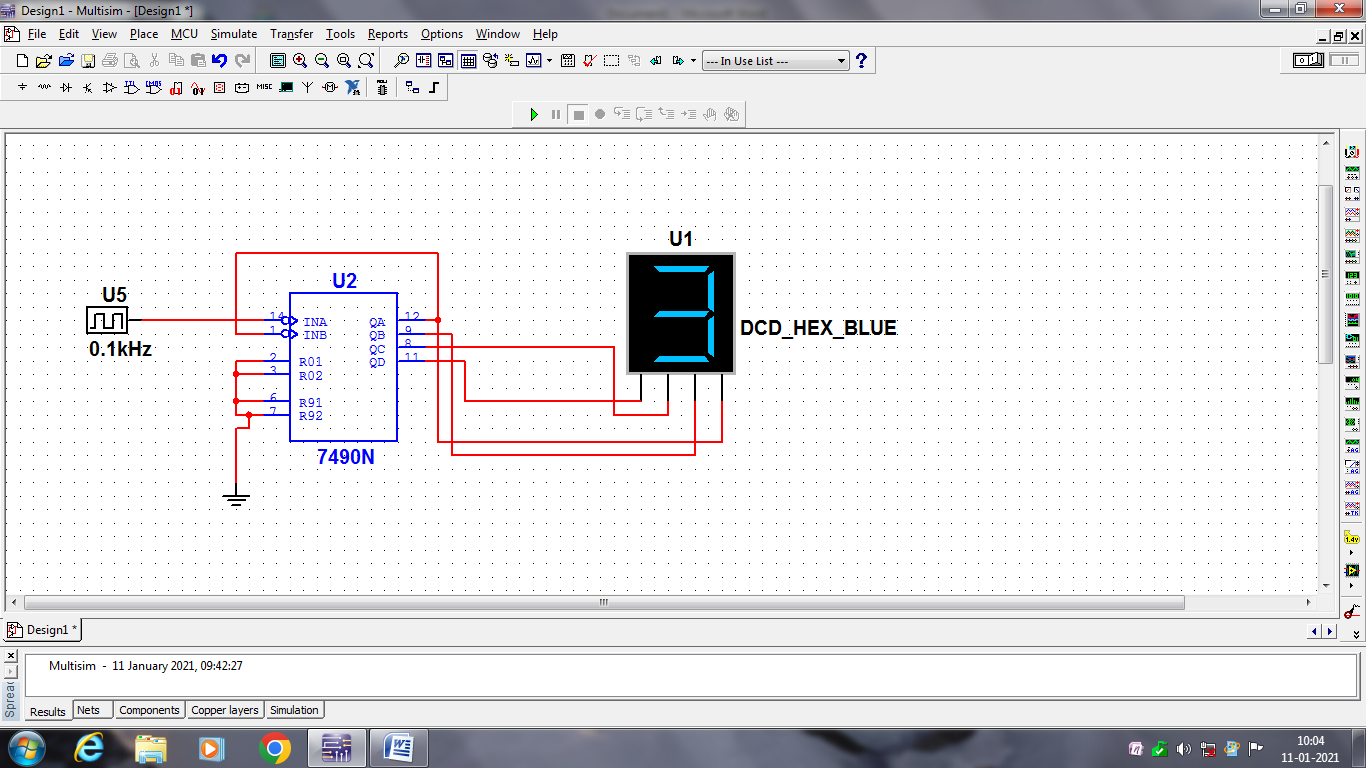 Design1 - Multisim - [Design1 *]
File Edit View Place MCU Simulate Transfer Tools Reports Options Window Help
--- In Use List ---
MISC
U1
U2
U5
14 INA QA 12
1 INB QB 9
QC 8
2 R01 QD 11
3 R02
6 R91
7 R92
0.1kHz
DCD_HEX_BLUE
7490N
3
Design1 *
Multisim - 11 January 2021, 09:42:27
Results Nets Components Copper layers Simulation
10:04
11-01-2021